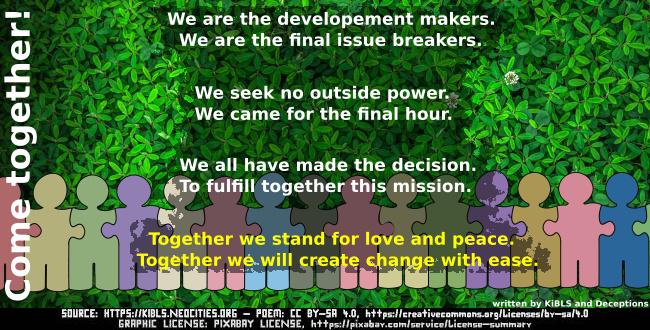 Come together!
We are the developement makers.
We are the final issue breakers.
We seek no outside power.
We came for the final hour.
We all have made the decision.
To fulfill together this mission.
Together we stand for love and peace.
Together we will create change with ease.
written by KiBLS and Deceptions
SOURCE: HTTPS://KIBLS.NEOCITIES.ORG — POEM: CC BY-SA 4.0, https://creativecommons.org/licenses/by-sa/4.0
GRAPHIC LICENSE: PIXABAY LICENSE, https://pixabay.com/service/license-summary